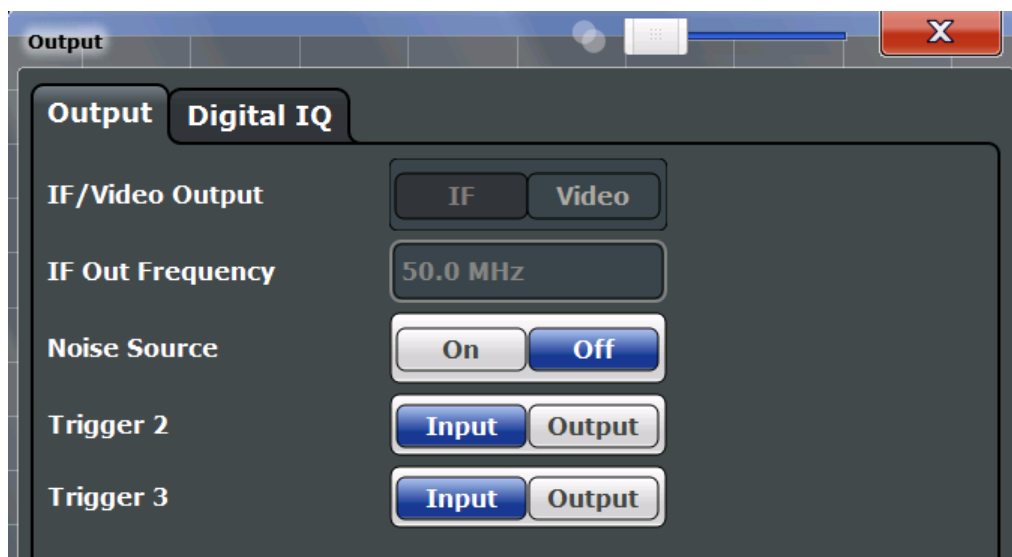 Output
X
Output Digital IQ
IF/Video Output IF Video
IF Out Frequency 50.0 MHz
Noise Source On Off
Trigger 2 Input Output
Trigger 3 Input Output